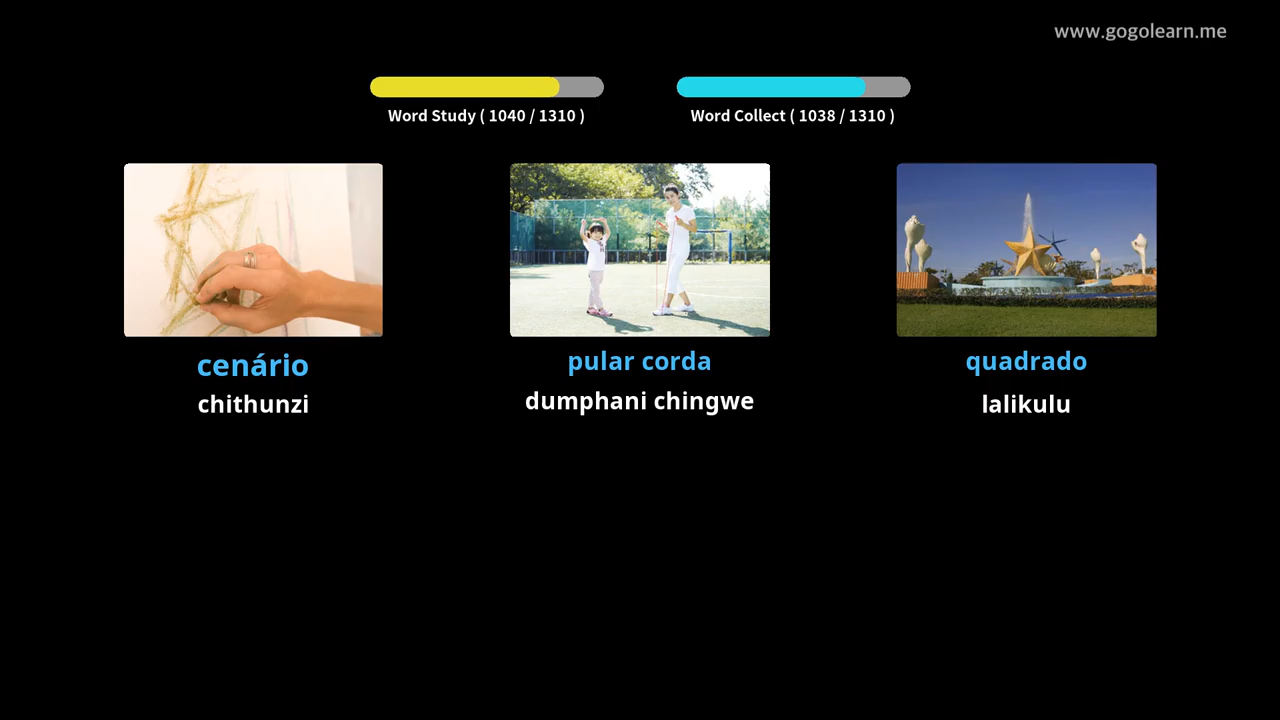 www.gogolearn.me
Word Study ( 1040 / 1310 )
Word Collect ( 1038 / 1310 )
cenário
chithunzi
pular corda
dumphani chingwe
quadrado
lalikulu